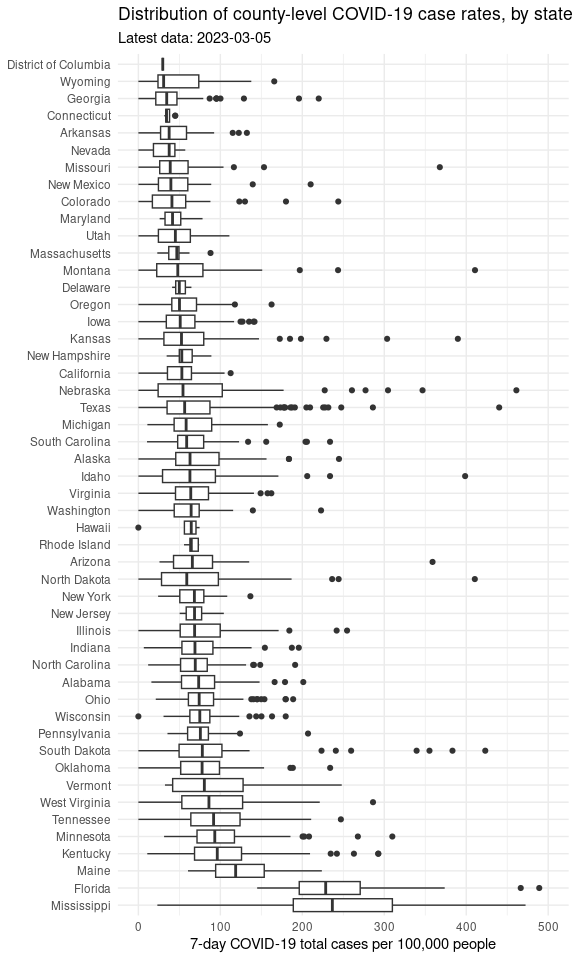 Distribution of county-level COVID-19 case rates, by state
Latest data: 2023-03-05
District of Columbia
Wyoming
Georgia
Connecticut
Arkansas
Nevada
Missouri
New Mexico
Colorado
Maryland
Utah
Massachusetts
Montana
Delaware
Oregon
Iowa
Kansas
New Hampshire
California
Nebraska
Texas
Michigan
South Carolina
Alaska
Idaho
Virginia
Washington
Hawaii
Rhode Island
Arizona
North Dakota
New York
New Jersey
Illinois
Indiana
North Carolina
Alabama
Ohio
Wisconsin
Pennsylvania
South Dakota
Oklahoma
Vermont
West Virginia
Tennessee
Minnesota
Kentucky
Maine
Florida
Mississippi
0 100 200 300 400 500
7-day COVID-19 total cases per 100,000 people